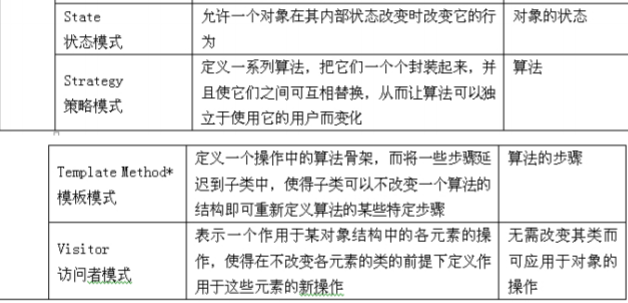 State
状态模式
允许一个对象在其内部状态改变时改变它的行
为
对象的状态
Strategy
策略模式
定义一系列算法，把它们一个个封装起来，并
且使它们之间可互相替换，从而让算法可以独
立于使用它的用户而变化
算法
Template Method*
模板模式
定义一个操作中的算法骨架，而将一些步骤延
迟到子类中，使得子类可以不改变一个算法的
结构即可重新定义算法的某些特定步骤
算法的步骤
Visitor
访问者模式
表示一个作用于某对象结构中的各元素的操
作，使得在不改变各元素的类的前提下定义作
用于这些元素的新操作
无需改变其类而
可应用于对象的
操作